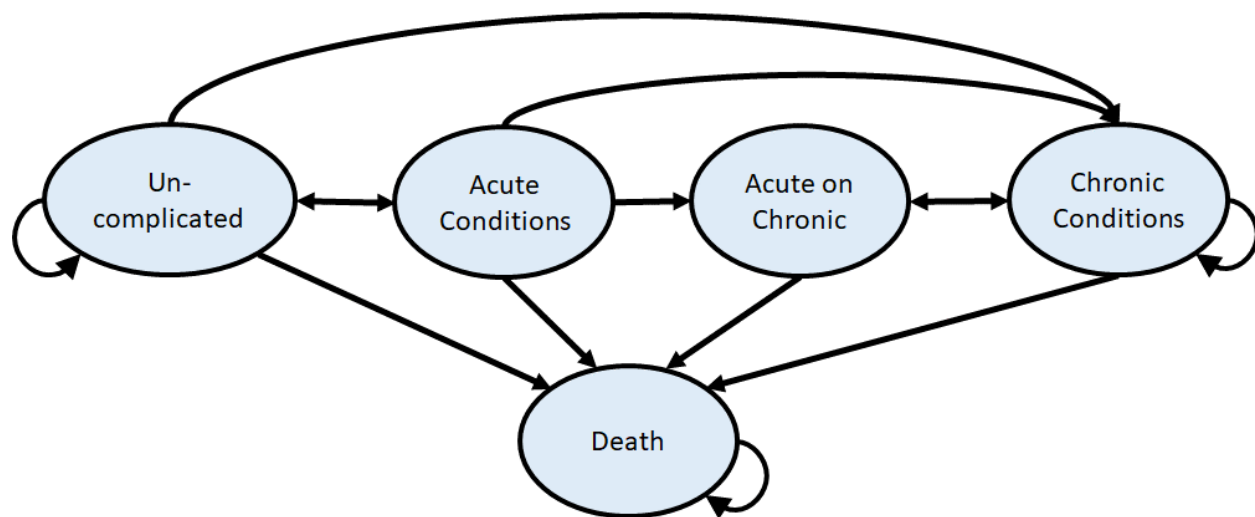 Un-
complicated
Acute
Conditions
Acute on
Chronic
Chronic
Conditions
Death